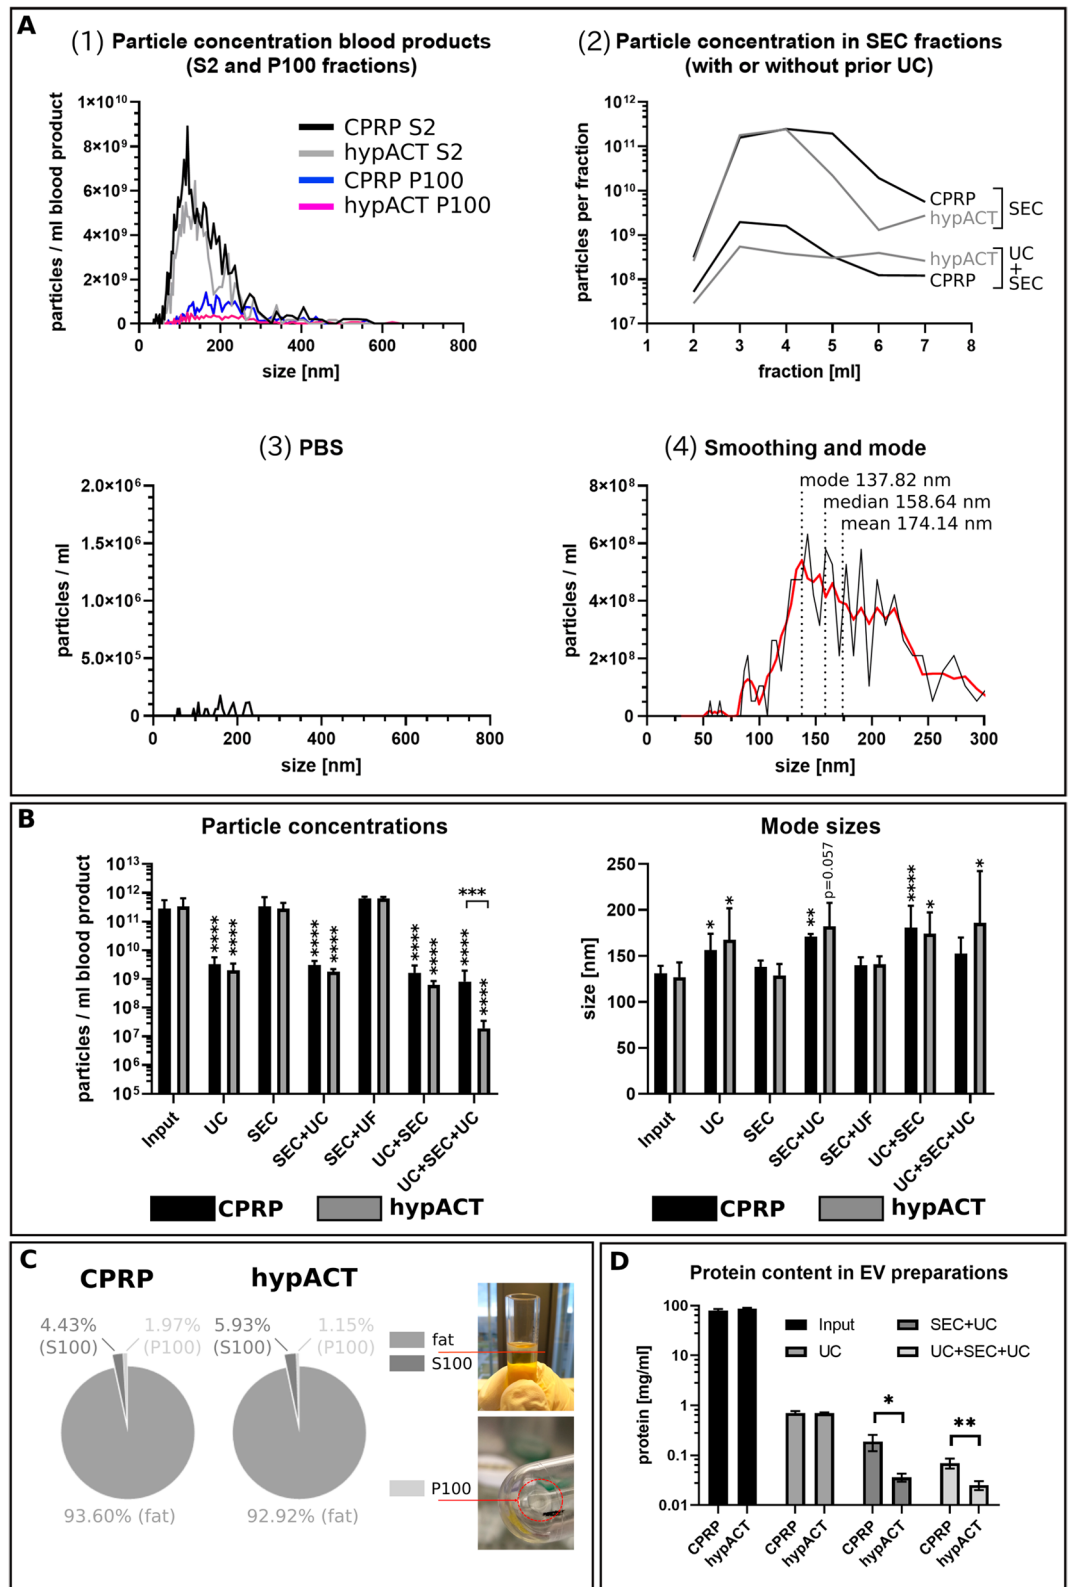 A
(1) Particle concentration blood products
(S2 and P100 fractions)
particles / ml blood product
1×10¹⁰
8×10⁹
6×10⁹
4×10⁹
2×10⁹
0
CPRP S2
hypACT S2
CPRP P100
hypACT P100
0 200 400 600 800
size [nm]
(2) Particle concentration in SEC fractions
(with or without prior UC)
particles per fraction
10¹²
10¹¹
10¹⁰
10⁹
10⁸
10⁷
CPRP
hypACT
SEC
hypACT
CPRP
UC
+
SEC
1 2 3 4 5 6 7 8
fraction [ml]
(3) PBS
particles / ml
2.0×10⁶
1.5×10⁶
1.0×10⁶
5.0×10⁵
0
0 200 400 600 800
size [nm]
(4) Smoothing and mode
mode 137.82 nm
median 158.64 nm
mean 174.14 nm
particles / ml
8×10⁸
6×10⁸
4×10⁸
2×10⁸
0
0 50 100 150 200 250 300
size [nm]
B
Particle concentrations
particles / ml blood product
10¹³
10¹²
10¹¹
10¹⁰
10⁹
10⁸
10⁷
10⁶
10⁵
**** **** **** **** **** **** **** ****
***
Input UC SEC SEC+UC SEC+UF UC+SEC UC+SEC+UC
CPRP hypACT
Mode sizes
size [nm]
250
200
150
100
50
0
* * ** p=0.057 **** * *
Input UC SEC SEC+UC SEC+UF UC+SEC UC+SEC+UC
CPRP hypACT
C
CPRP
4.43%
(S100)
1.97%
(P100)
93.60% (fat)
hypACT
5.93%
(S100)
1.15%
(P100)
92.92% (fat)
fat
S100
P100
D
Protein content in EV preparations
protein [mg/ml]
100
10
1
0.1
0.01
Input
UC
SEC+UC
UC+SEC+UC
* **
CPRP hypACT CPRP hypACT CPRP hypACT CPRP hypACT